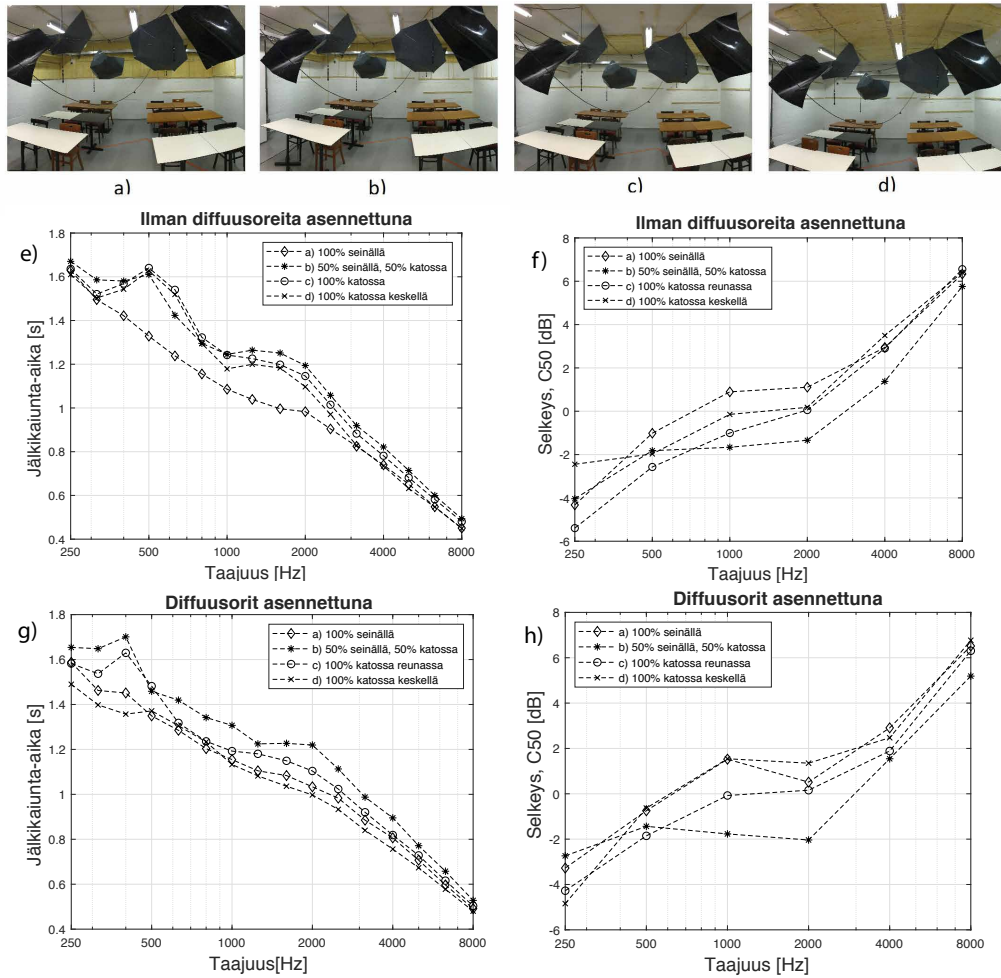 a)
b)
c)
d)
e)
Ilman diffuusoreita asennettuna
1.8
1.6
1.4
1.2
1
0.8
0.6
0.4
Jälkikaiunta-aika [s]
a) 100% seinällä
b) 50% seinällä, 50% katossa
c) 100% katossa
d) 100% katossa keskellä
250 500 1000 2000 4000 8000
Taajuus [Hz]
f)
Ilman diffuusoreita asennettuna
8
6
4
2
0
-2
-4
-6
Selkeys, C50 [dB]
a) 100% seinällä
b) 50% seinällä, 50% katossa
c) 100% katossa reunassa
d) 100% katossa keskellä
250 500 1000 2000 4000 8000
Taajuus [Hz]
g)
Diffuusorit asennettuna
1.8
1.6
1.4
1.2
1
0.8
0.6
0.4
Jälkikaiunta-aika [s]
a) 100% seinällä
b) 50% seinällä, 50% katossa
c) 100% katossa reunassa
d) 100% katossa keskellä
250 500 1000 2000 4000 8000
Taajuus[Hz]
h)
Diffuusorit asennettuna
8
6
4
2
0
-2
-4
-6
Selkeys, C50 [dB]
a) 100% seinällä
b) 50% seinällä, 50% katossa
c) 100% katossa reunassa
d) 100% katossa keskellä
250 500 1000 2000 4000 8000
Taajuus [Hz]